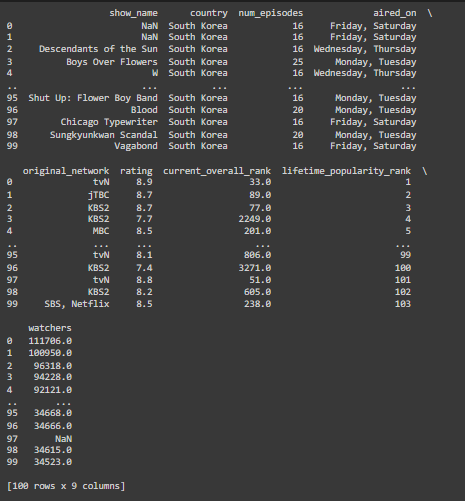 show_name country num_episodes aired_on \
0 NaN South Korea 16 Friday, Saturday
1 NaN South Korea 16 Friday, Saturday
2 Descendants of the Sun South Korea 16 Wednesday, Thursday
3 Boys Over Flowers South Korea 25 Monday, Tuesday
4 W South Korea 16 Wednesday, Thursday
.. ... ... ... ...
95 Shut Up: Flower Boy Band South Korea 16 Monday, Tuesday
96 Blood South Korea 20 Monday, Tuesday
97 Chicago Typewriter South Korea 16 Friday, Saturday
98 Sungkyunkwan Scandal South Korea 20 Monday, Tuesday
99 Vagabond South Korea 16 Friday, Saturday
original_network rating current_overall_rank lifetime_popularity_rank \
0 tvN 8.9 33.0 1
1 jTBC 8.7 89.0 2
2 KBS2 8.7 77.0 3
3 KBS2 7.7 2249.0 4
4 MBC 8.5 201.0 5
.. ... ... ... ...
95 tvN 8.1 806.0 99
96 KBS2 7.4 3271.0 100
97 tvN 8.8 51.0 101
98 KBS2 8.2 605.0 102
99 SBS, Netflix 8.5 238.0 103
watchers
0 111706.0
1 100950.0
2 96318.0
3 94228.0
4 92121.0
.. ...
95 34668.0
96 34666.0
97 NaN
98 34615.0
99 34523.0
[100 rows x 9 columns]